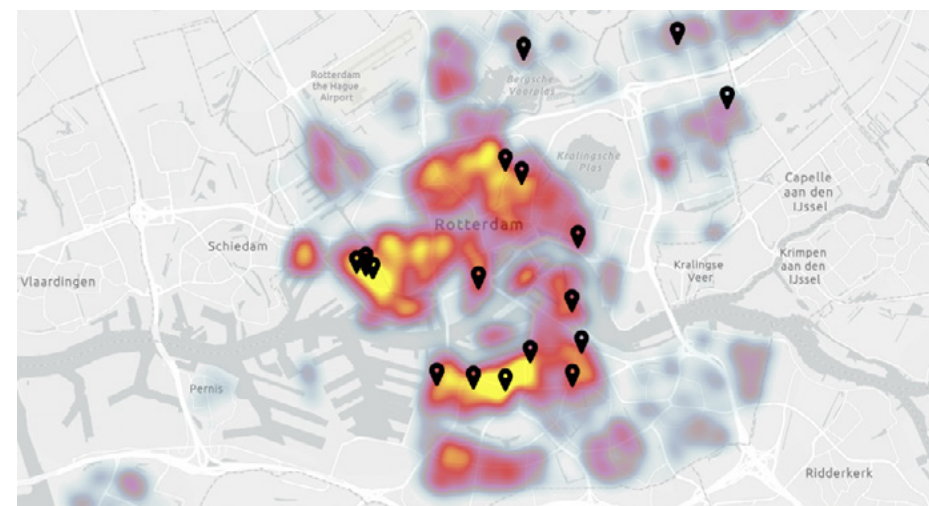 Rotterdam
the Hague
Airport
Bergsche
Voorplas
Kralingsche
Plas
Capelle
aan den
IJssel
Rotterdam
Schiedam
Vlaardingen
Kralingse
Veer
Krimpen
aan den
IJssel
Pernis
Ridderkerk